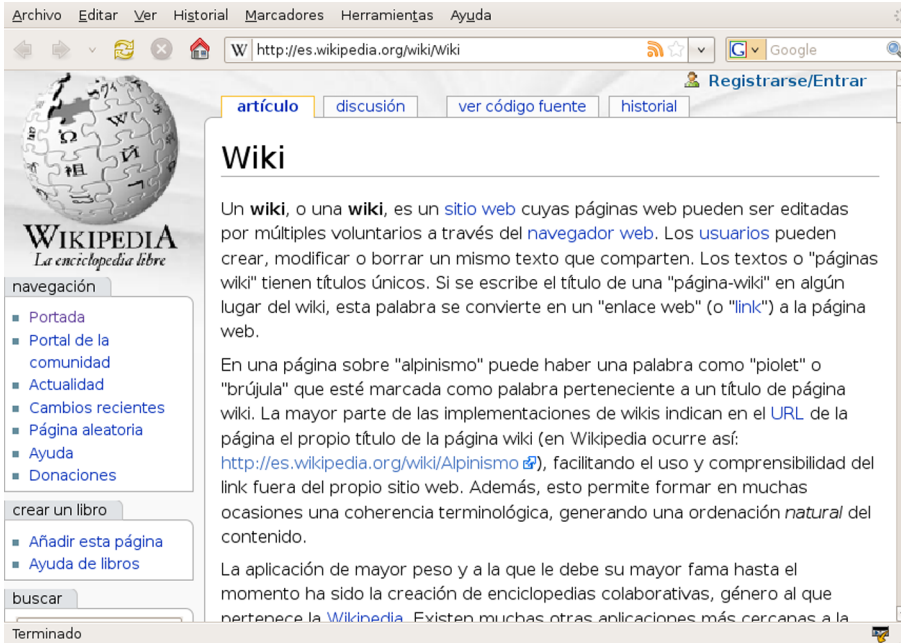 Archivo Editar Ver Historial Marcadores Herramientas Ayuda
W http://es.wikipedia.org/wiki/Wiki G Google
Registrarse/Entrar
artículo discusión ver código fuente historial
WIKIPEDIA
La enciclopedia libre
navegación
Portada
Portal de la
comunidad
Actualidad
Cambios recientes
Página aleatoria
Ayuda
Donaciones
crear un libro
Añadir esta página
Ayuda de libros
buscar
Wiki
Un wiki, o una wiki, es un sitio web cuyas páginas web pueden ser editadas
por múltiples voluntarios a través del navegador web. Los usuarios pueden
crear, modificar o borrar un mismo texto que comparten. Los textos o "páginas
wiki" tienen títulos únicos. Si se escribe el título de una "página-wiki" en algún
lugar del wiki, esta palabra se convierte en un "enlace web" (o "link") a la página
web.
En una página sobre "alpinismo" puede haber una palabra como "piolet" o
"brújula" que esté marcada como palabra perteneciente a un título de página
wiki. La mayor parte de las implementaciones de wikis indican en el URL de la
página el propio título de la página wiki (en Wikipedia ocurre así:
http://es.wikipedia.org/wiki/Alpinismo), facilitando el uso y comprensibilidad del
link fuera del propio sitio web. Además, esto permite formar en muchas
ocasiones una coherencia terminológica, generando una ordenación natural del
contenido.
La aplicación de mayor peso y a la que le debe su mayor fama hasta el
momento ha sido la creación de enciclopedias colaborativas, género al que
pertenece la Wikipedia. Existen muchas otras aplicaciones más cercanas a la
Terminado